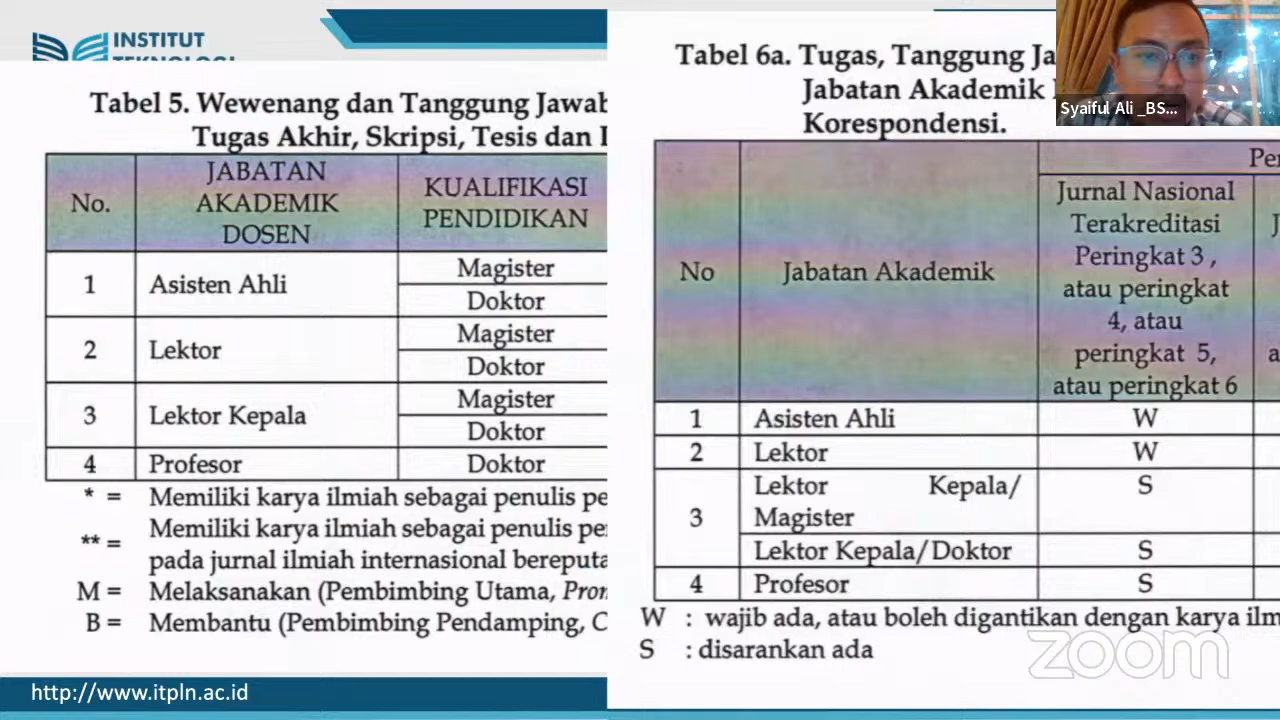 INSTITUT
TEKNOLOGI
Tabel 5. Wewenang dan Tanggung Jawab
Tugas Akhir, Skripsi, Tesis dan
No.
JABATAN
AKADEMIK
DOSEN
KUALIFIKASI
PENDIDIKAN
1
Asisten Ahli
Magister
Doktor
2
Lektor
Magister
Doktor
3
Lektor Kepala
Magister
Doktor
4
Profesor
Doktor
* = Memiliki karya ilmiah sebagai penulis pe
** = Memiliki karya ilmiah sebagai penulis pe
pada jurnal ilmiah internasional bereputa
M = Melaksanakan (Pembimbing Utama, Pro
B = Membantu (Pembimbing Pendamping, C
Tabel 6a. Tugas, Tanggung Ja
Jabatan Akademik
Korespondensi.
No
Jabatan Akademik
Pe
Jurnal Nasional
Terakreditasi
Peringkat 3 ,
atau peringkat
4, atau
peringkat 5,
atau peringkat 6
J
a
1
Asisten Ahli
W
2
Lektor
W
3
Lektor Kepala/
Magister
S
Lektor Kepala/Doktor
S
4
Profesor
S
W : wajib ada, atau boleh digantikan dengan karya ilm
S : disarankan ada
Syaiful Ali _BS...
zoom
http://www.itpln.ac.id